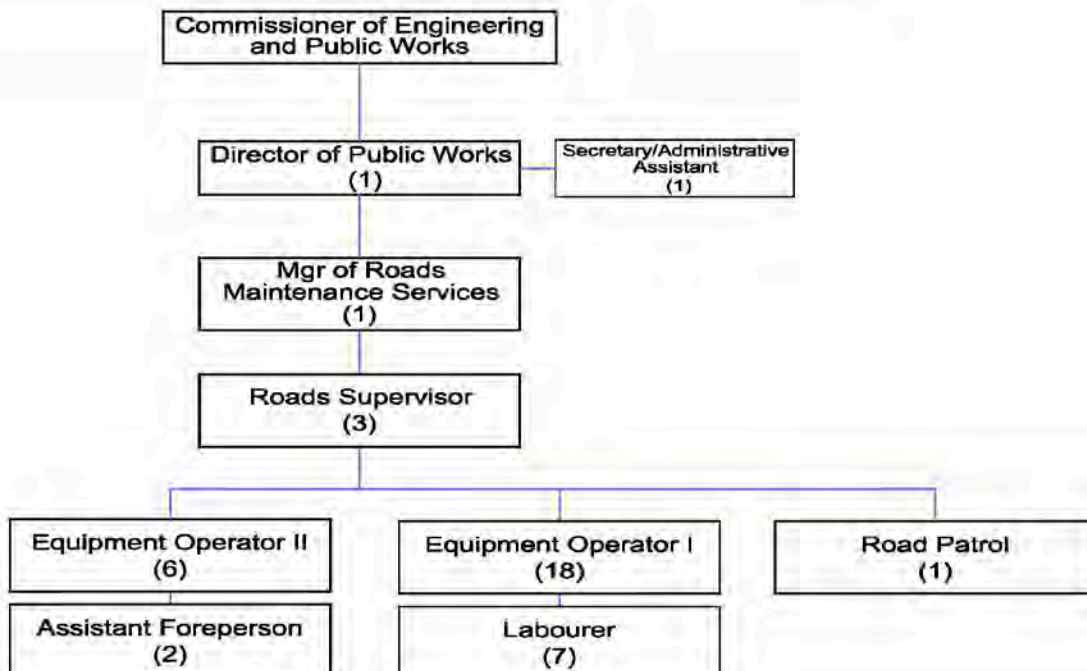 Commissioner of Engineering
and Public Works
Director of Public Works
(1)
Secretary/Administrative
Assistant
(1)
Mgr of Roads
Maintenance Services
(1)
Roads Supervisor
(3)
Equipment Operator II
(6)
Equipment Operator I
(18)
Road Patrol
(1)
Assistant Foreperson
(2)
Labourer
(7)